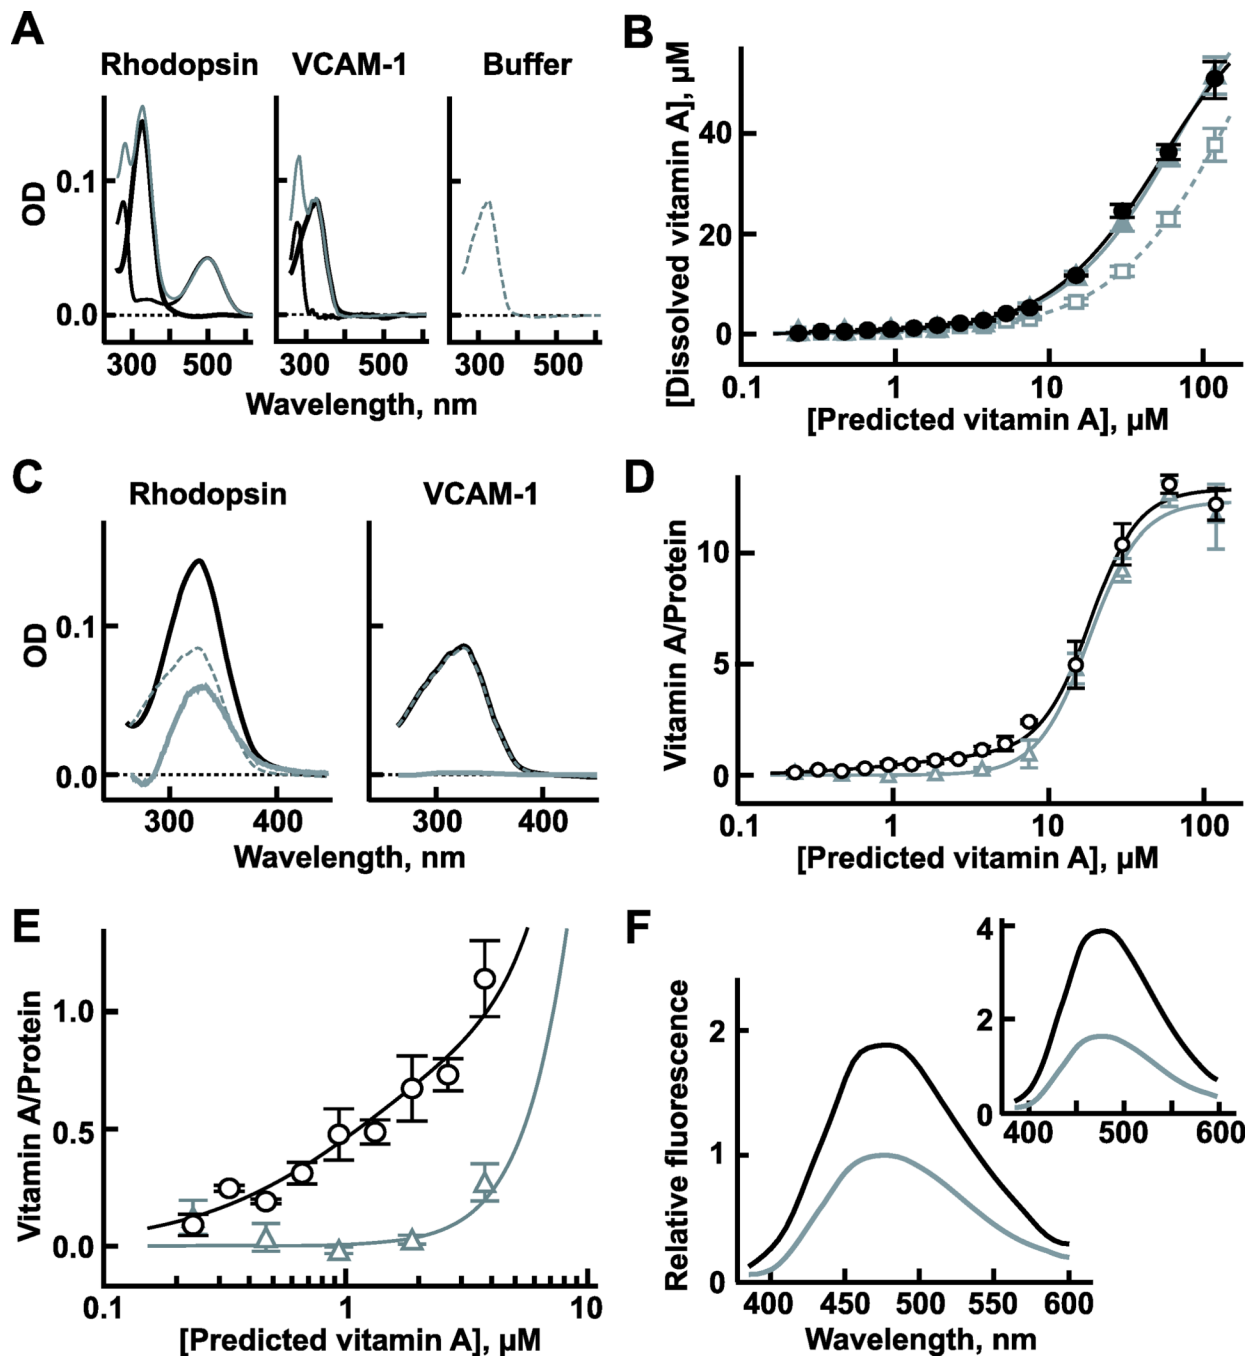 A
Rhodopsin
VCAM-1
Buffer
OD
0.1
0.0
300 500
300 500
300 500
Wavelength, nm
B
[Dissolved vitamin A], µM
40
20
0
0.1 1 10 100
[Predicted vitamin A], µM
C
Rhodopsin
VCAM-1
OD
0.1
0.0
300 400
300 400
Wavelength, nm
D
Vitamin A/Protein
10
5
0
0.1 1 10 100
[Predicted vitamin A], µM
E
Vitamin A/Protein
1.0
0.5
0.0
0.1 1 10
[Predicted vitamin A], µM
F
Relative fluorescence
2
1
0
400 450 500 550 600
Wavelength, nm
4
2
0
400 500 600